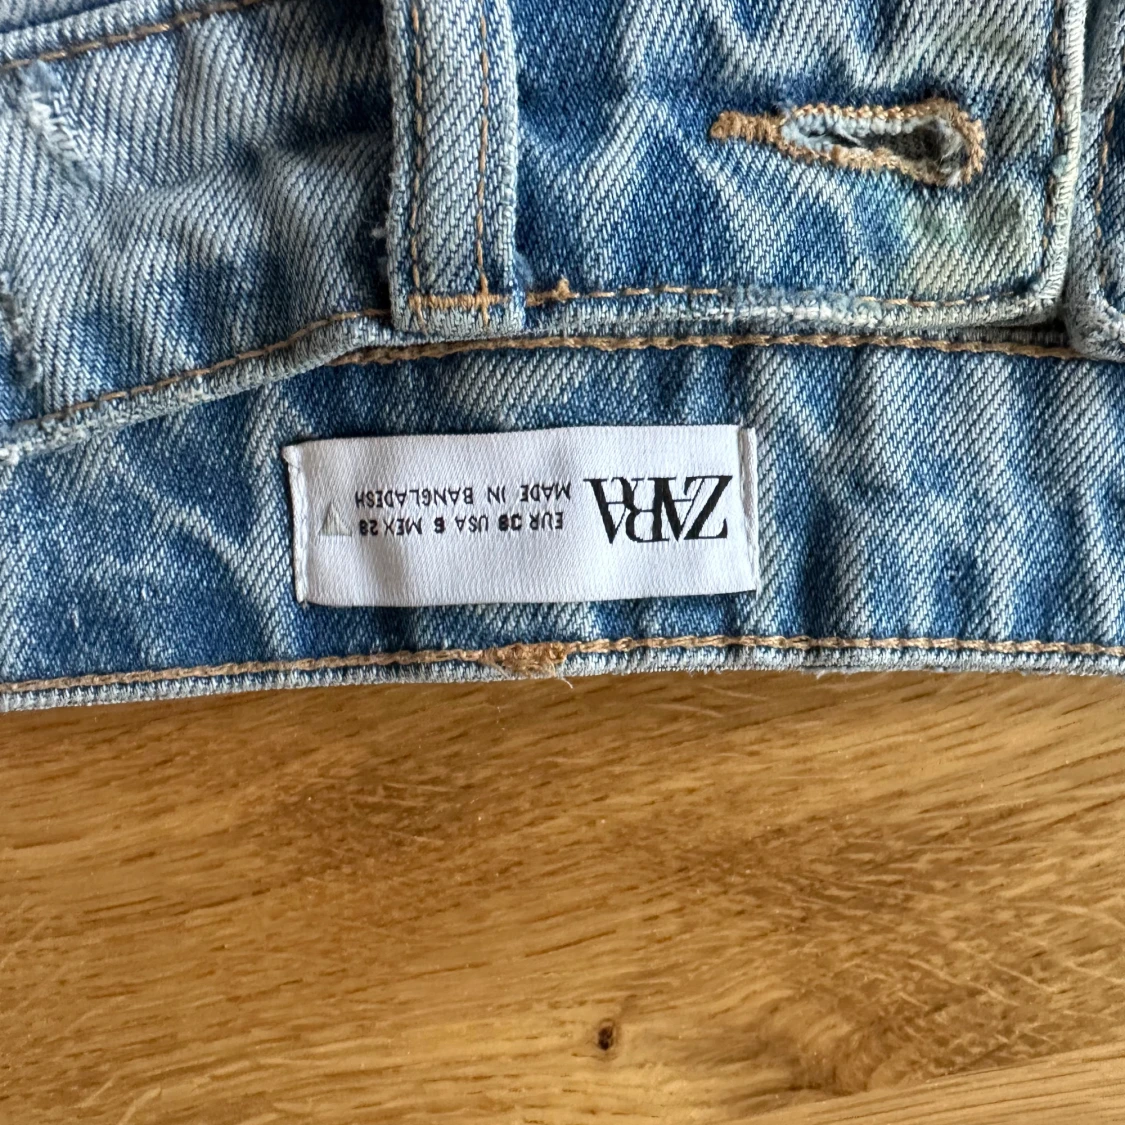 ZARA
EUR 38 USA 6 MEX 28
MADE IN BANGLADESH